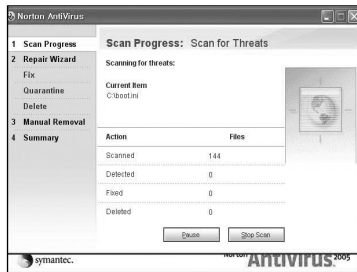 Norton AntiVirus
1 Scan Progress
2 Repair Wizard
Fix
Quarantine
Delete
3 Manual Removal
4 Summary
Scan Progress: Scan for Threats
Scanning for threats:
Current Item
C:\boot.ini
Action Files
Scanned 144
Detected 0
Fixed 0
Deleted 0
Pause Stop Scan
symantec.
Norton AntiVirus 2005